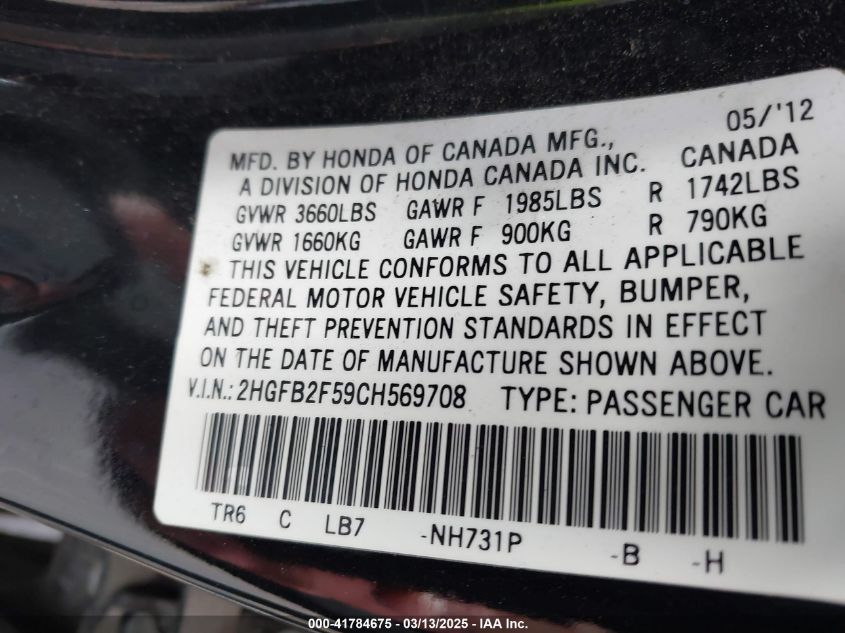 05/'12
MFD. BY HONDA OF CANADA MFG., CANADA
A DIVISION OF HONDA CANADA INC.
GVWR 3660LBS GAWR F 1985LBS R 1742LBS
GVWR 1660KG GAWR F 900KG R 790KG
THIS VEHICLE CONFORMS TO ALL APPLICABLE
FEDERAL MOTOR VEHICLE SAFETY, BUMPER,
AND THEFT PREVENTION STANDARDS IN EFFECT
ON THE DATE OF MANUFACTURE SHOWN ABOVE.
V.I.N.: 2HGFB2F59CH569708 TYPE: PASSENGER CAR
TR6 C LB7 -NH731P -B -H
000-41784675 — 03/13/2025 — IAA Inc.